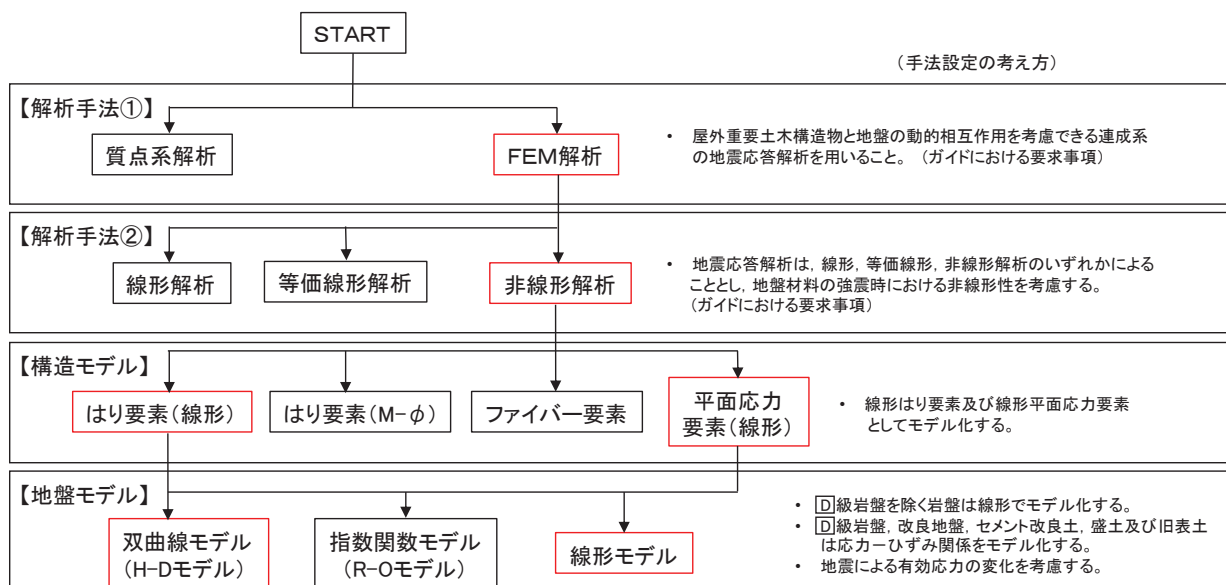 START
(手法設定の考え方)
【解析手法①】
質点系解析
FEM解析
・ 屋外重要土木構造物と地盤の動的相互作用を考慮できる連成系
の地震応答解析を用いること。 (ガイドにおける要求事項)
【解析手法②】
線形解析
等価線形解析
非線形解析
・ 地震応答解析は，線形，等価線形，非線形解析のいずれかによる
こととし，地盤材料の強震時における非線形性を考慮する。
(ガイドにおける要求事項)
【構造モデル】
はり要素(線形)
はり要素(M-φ)
ファイバー要素
平面応力
要素(線形)
・ 線形はり要素及び線形平面応力要素
としてモデル化する。
【地盤モデル】
双曲線モデル
(H-Dモデル)
指数関数モデル
(R-Oモデル)
線形モデル
・ D級岩盤を除く岩盤は線形でモデル化する。
・ D級岩盤，改良地盤，セメント改良土，盛土及び旧表土
は応力ーひずみ関係をモデル化する。
・ 地震による有効応力の変化を考慮する。